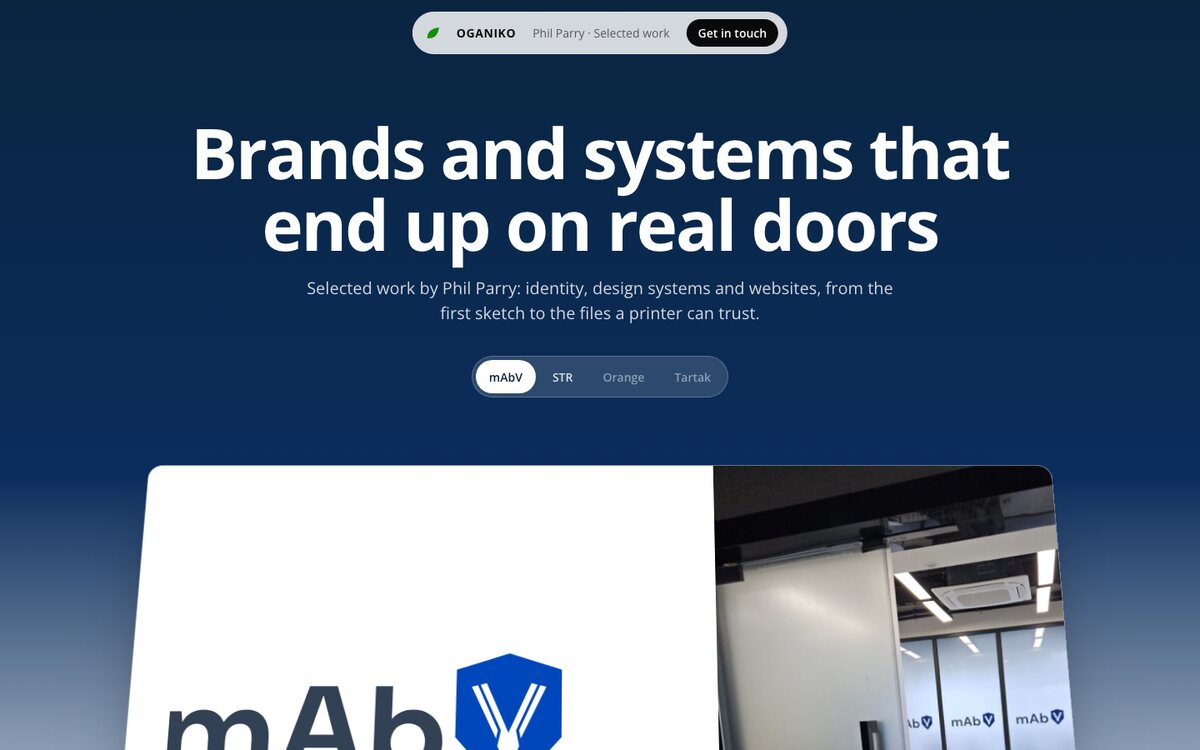 OGANIKO Phil Parry · Selected work Get in touch
Brands and systems that
end up on real doors
Selected work by Phil Parry: identity, design systems and websites, from the
first sketch to the files a printer can trust.
mAbV STR Orange Tartak
mAb
mAb
mAb